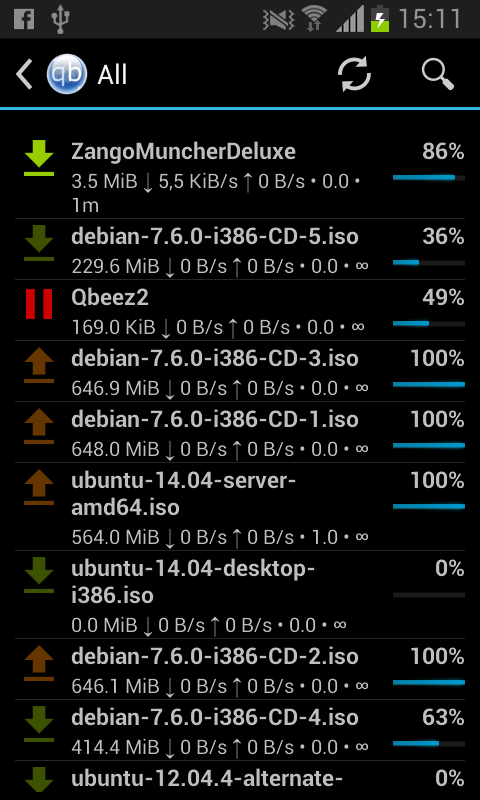 15:11
qb All
ZangoMuncherDeluxe 86%
3.5 MiB ↓ 5,5 KiB/s ↑ 0 B/s • 0.0 •
1m
debian-7.6.0-i386-CD-5.iso 36%
229.6 MiB ↓ 0 B/s ↑ 0 B/s • 0.0 • ∞
Qbeez2 49%
169.0 KiB ↓ 0 B/s ↑ 0 B/s • 0.0 • ∞
debian-7.6.0-i386-CD-3.iso 100%
646.9 MiB ↓ 0 B/s ↑ 0 B/s • 0.0 • ∞
debian-7.6.0-i386-CD-1.iso 100%
648.0 MiB ↓ 0 B/s ↑ 0 B/s • 0.0 • ∞
ubuntu-14.04-server- 100%
amd64.iso
564.0 MiB ↓ 0 B/s ↑ 0 B/s • 1.0 • ∞
ubuntu-14.04-desktop- 0%
i386.iso
0.0 MiB ↓ 0 B/s ↑ 0 B/s • 0.0 • ∞
debian-7.6.0-i386-CD-2.iso 100%
646.1 MiB ↓ 0 B/s ↑ 0 B/s • 0.0 • ∞
debian-7.6.0-i386-CD-4.iso 63%
414.4 MiB ↓ 0 B/s ↑ 0 B/s • 0.0 • ∞
ubuntu-12.04.4-alternate- 0%